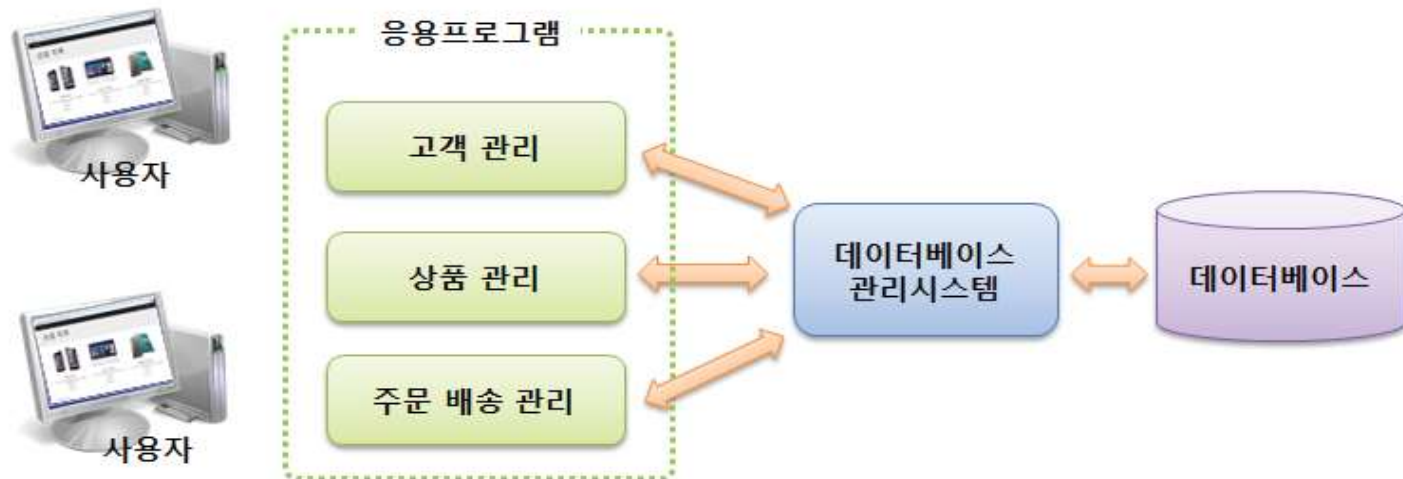 응용프로그램
사용자
고객 관리
상품 관리
데이터베이스
관리시스템
데이터베이스
주문 배송 관리
사용자